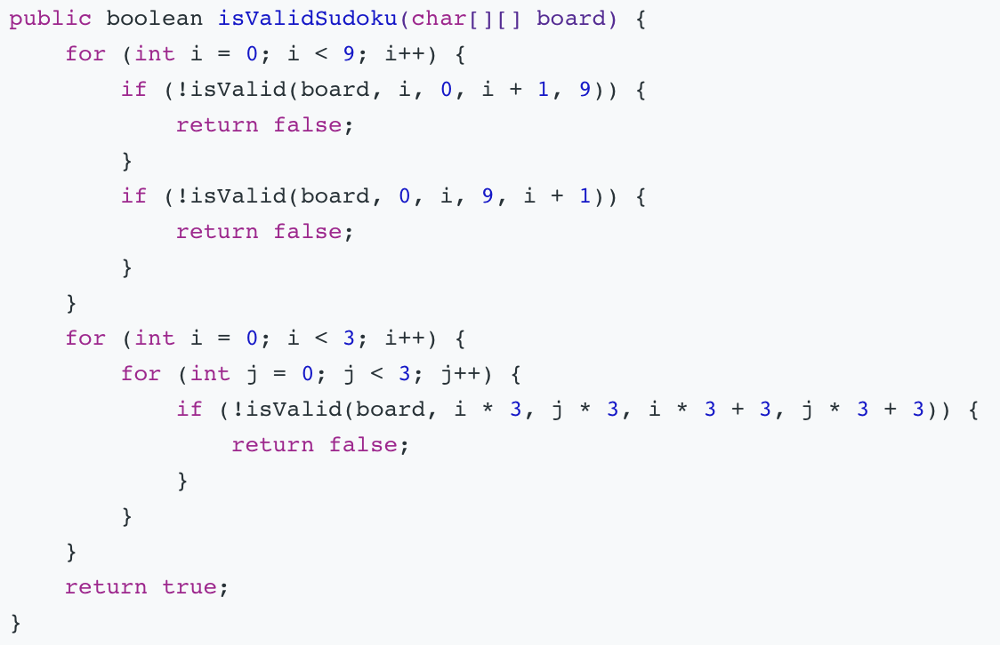 public boolean isValidSudoku(char[][] board) {
    for (int i = 0; i < 9; i++) {
        if (!isValid(board, i, 0, i + 1, 9)) {
            return false;
        }
        if (!isValid(board, 0, i, 9, i + 1)) {
            return false;
        }
    }
    for (int i = 0; i < 3; i++) {
        for (int j = 0; j < 3; j++) {
            if (!isValid(board, i * 3, j * 3, i * 3 + 3, j * 3 + 3)) {
                return false;
            }
        }
    }
    return true;
}